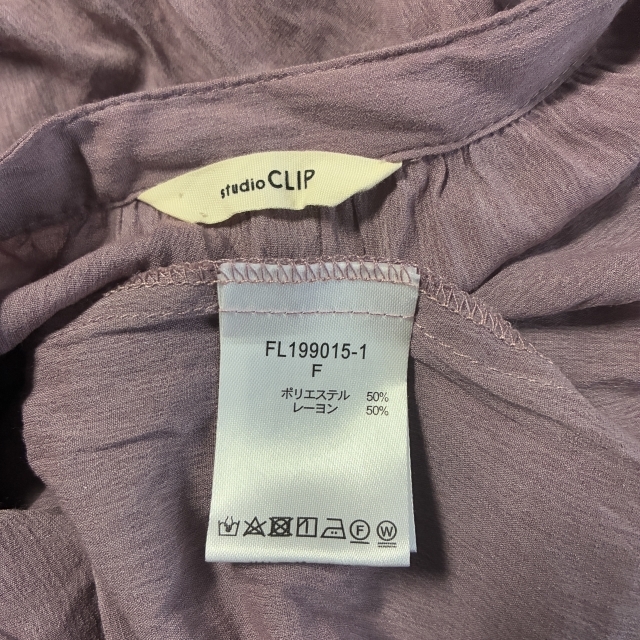 studio CLIP
FL199015-1
F
ポリエステル 50%
レーヨン 50%
F W